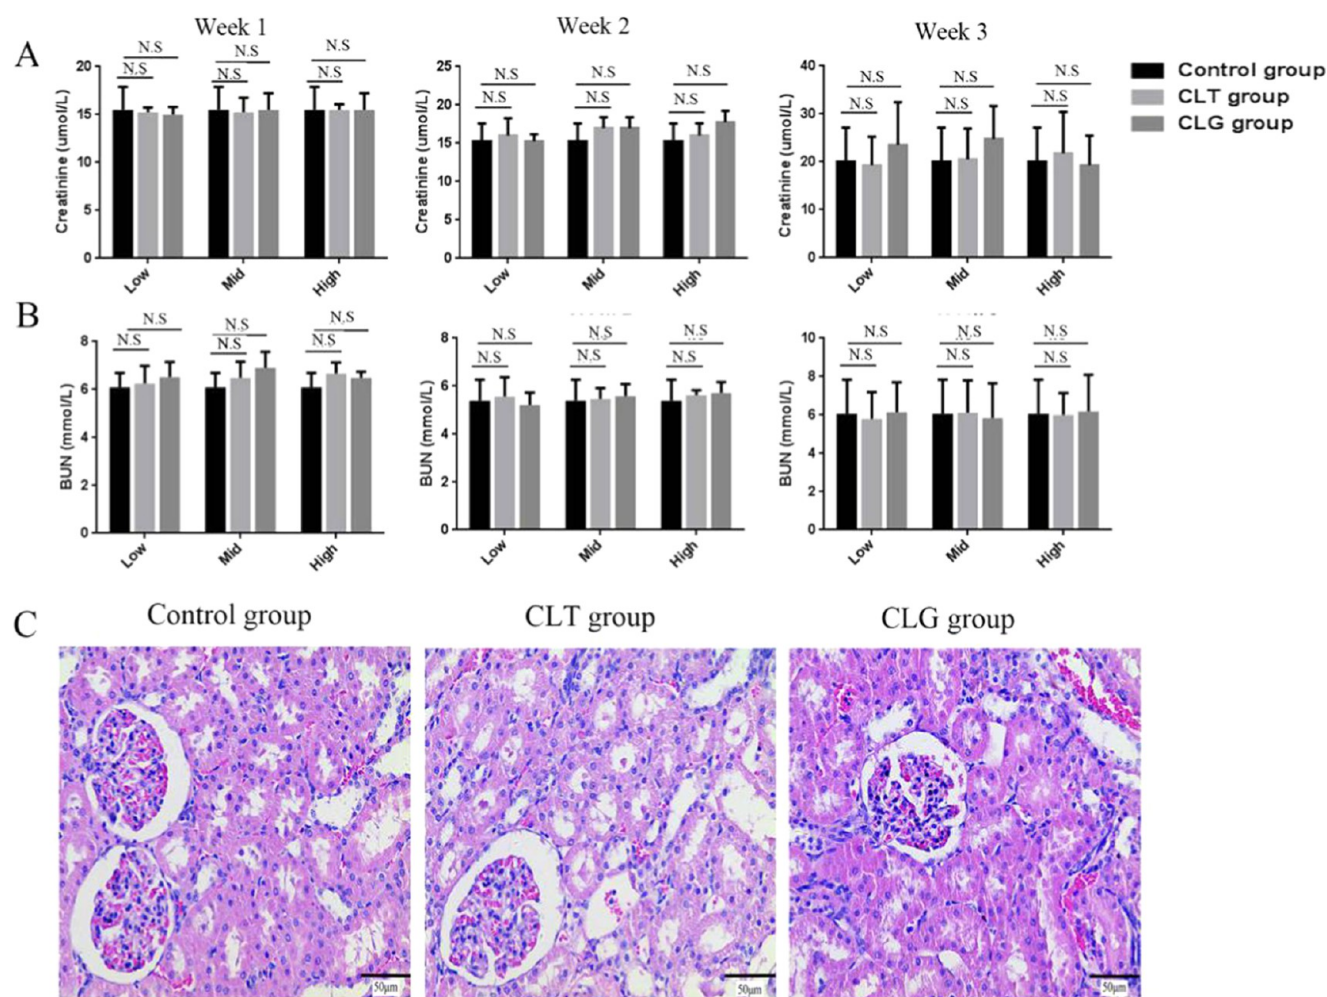 Week 1
Week 2
Week 3
A
Control group
CLT group
CLG group
Creatinine (umol/L)
20
15
10
5
0
N.S
N.S
N.S
N.S
N.S
N.S
Low
Mid
High
Creatinine (umol/L)
25
20
15
10
5
0
N.S
N.S
N.S
N.S
N.S
N.S
Low
Mid
High
Creatinine (umol/L)
40
30
20
10
0
N.S
N.S
N.S
N.S
N.S
N.S
Low
Mid
High
B
BUN (mmol/L)
8
6
4
2
0
N.S
N.S
N.S
N.S
N.S
N.S
Low
Mid
High
BUN (mmol/L)
8
6
4
2
0
N.S
N.S
N.S
N.S
N.S
N.S
Low
Mid
High
BUN (mmol/L)
10
8
6
4
2
0
N.S
N.S
N.S
N.S
N.S
N.S
Low
Mid
High
C
Control group
CLT group
CLG group
50μm
50μm
50μm